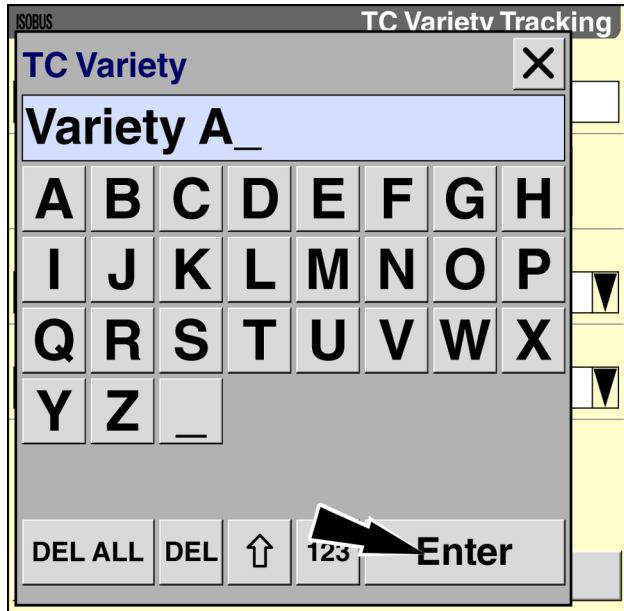 ISOBUS TC Variety Tracking
TC Variety
Variety A_
A B C D E F G H
I J K L M N O P
Q R S T U V W X
Y Z _
DEL ALL DEL 123 Enter